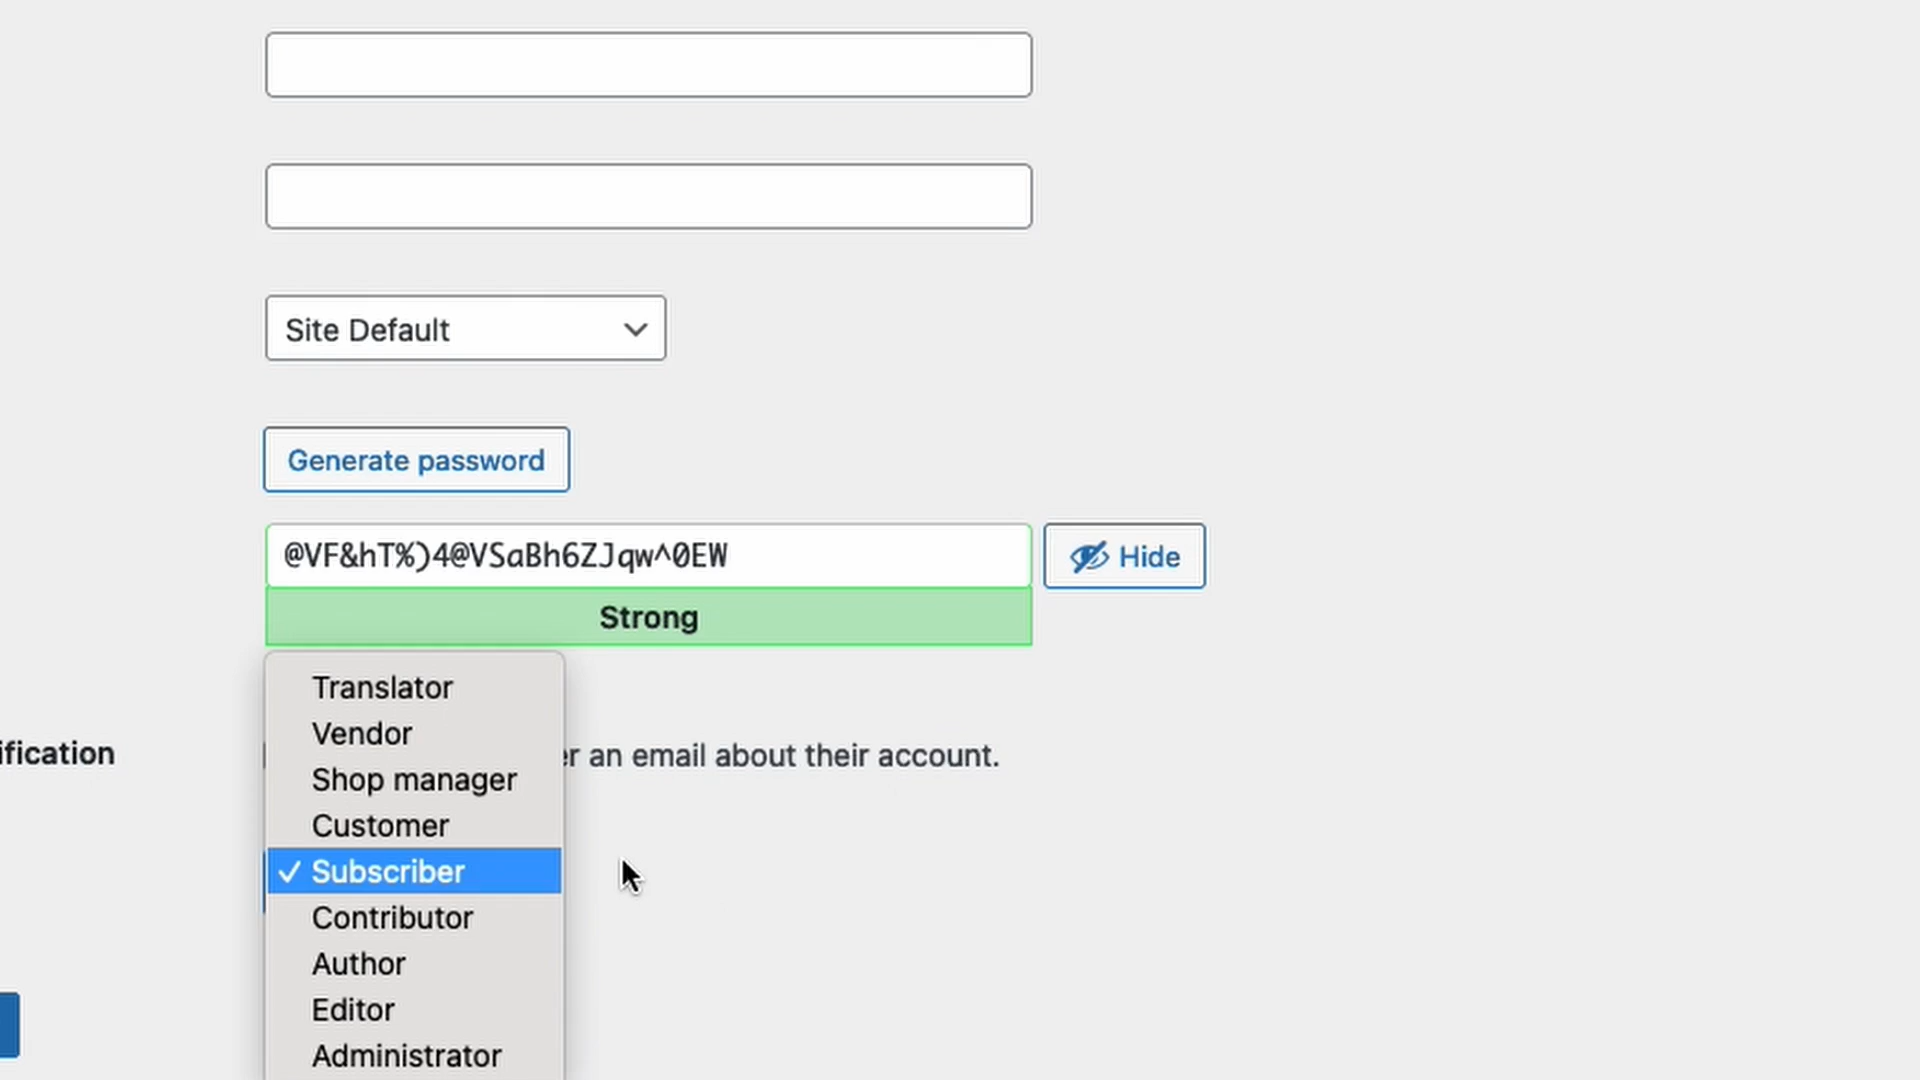 Site Default
Generate password
@VF&hT%)4@VSaBh6ZJqw^0EW
Hide
Strong
Translator
Vendor
ification
er an email about their account.
Shop manager
Customer
Subscriber
Contributor
Author
Editor
Administrator